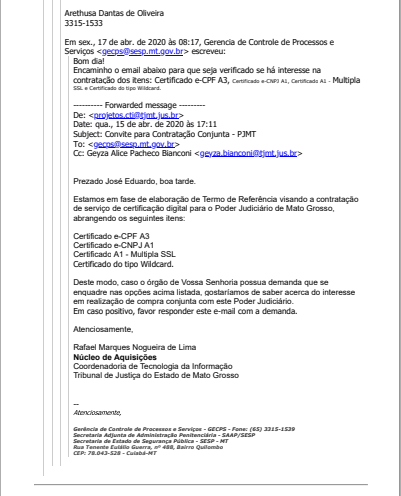 Arethusa Dantas de Oliveira
3315-1533
Em sex., 17 de abr. de 2020 às 08:17, Gerencia de Controle de Processos e
Serviços <gecps@sesp.mt.gov.br> escreveu:
Bom dia!
Encaminho o email abaixo para que seja verificado se há interesse na
contratação dos itens: Certificado e-CPF A3, Certificado e-CNPJ A1, Certificado A1 - Multipla
SSL e Certificado do tipo Wildcard.
---------- Forwarded message ---------
De: <projetos.cti@tjmt.jus.br>
Date: qua., 15 de abr. de 2020 às 17:11
Subject: Convite para Contratação Conjunta - PJMT
To: <gecps@sesp.mt.gov.br>
Cc: Geyza Alice Pacheco Bianconi <geyza.bianconi@tjmt.jus.br>
Prezado José Eduardo, boa tarde.
Estamos em fase de elaboração de Termo de Referência visando a contratação
de serviço de certificação digital para o Poder Judiciário de Mato Grosso,
abrangendo os seguintes itens:
Certificado e-CPF A3
Certificado e-CNPJ A1
Certificado A1 - Multipla SSL
Certificado do tipo Wildcard.
Deste modo, caso o órgão de Vossa Senhoria possua demanda que se
enquadre nas opções acima listada, gostaríamos de saber acerca do interesse
em realização de compra conjunta com este Poder Judiciário.
Em caso positivo, favor responder este e-mail com a demanda.
Atenciosamente,
Rafael Marques Nogueira de Lima
Núcleo de Aquisições
Coordenadoria de Tecnologia da Informação
Tribunal de Justiça do Estado de Mato Grosso
--
Atenciosamente,
Gerência de Controle de Processos e Serviços - GECPS - Fone: (65) 3315-1539
Secretaria Adjunta de Administração Penitenciária - SAAP/SESP
Secretaria de Estado de Segurança Pública - SESP - MT
Rua Tenente Eulálio Guerra, nº 488, Bairro Quilombo
CEP: 78.043-528 - Cuiabá-MT